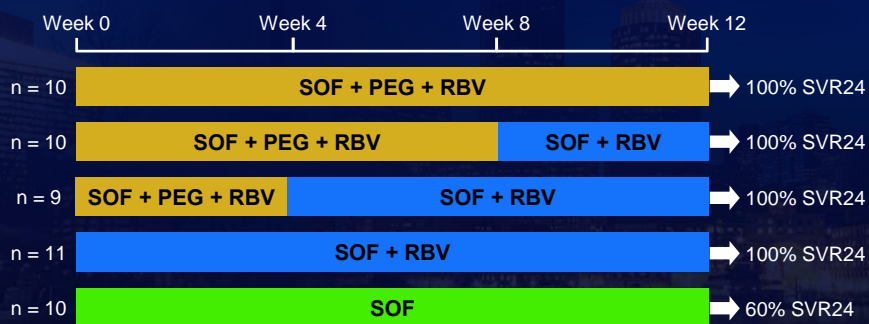 Week 0 Week 4 Week 8 Week 12
n = 10 SOF + PEG + RBV 100% SVR24
n = 10 SOF + PEG + RBV SOF + RBV 100% SVR24
n = 9 SOF + PEG + RBV SOF + RBV 100% SVR24
n = 11 SOF + RBV 100% SVR24
n = 10 SOF 60% SVR24